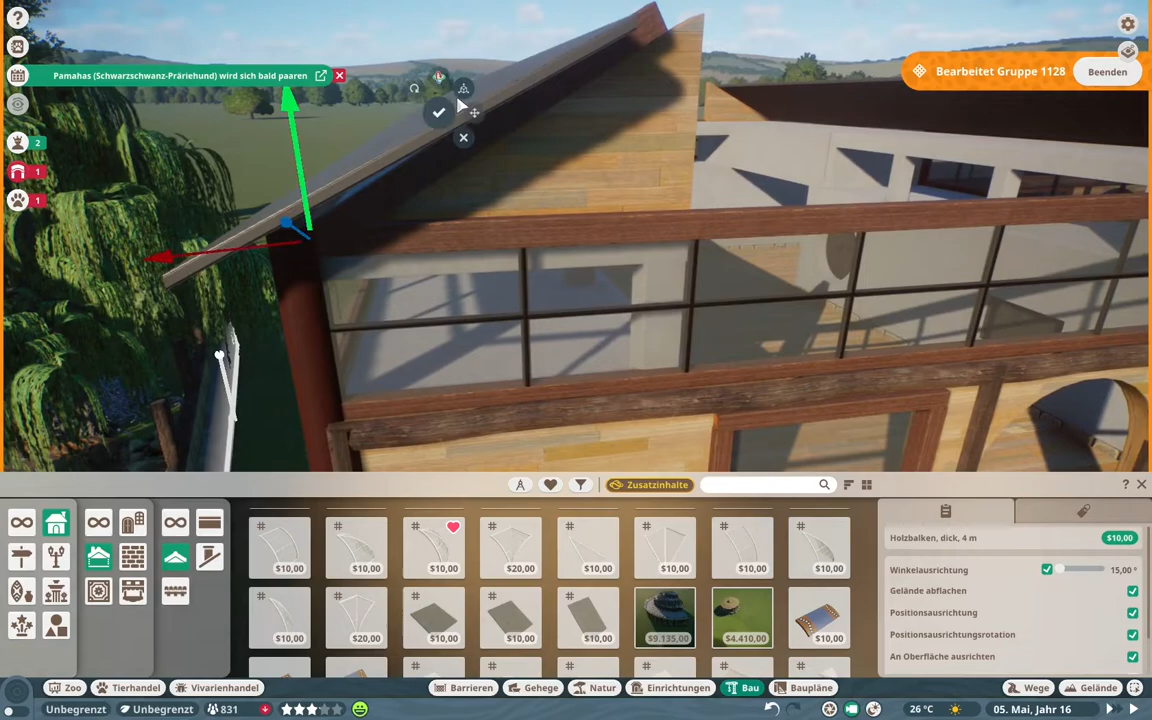 ?
Pamahas (Schwarzschwanz-Präriehund) wird sich bald paaren
Bearbeitet Gruppe 1128
Beenden
2
1
1
Zusatzinhalte
?
$10,00 $10,00 $10,00 $20,00 $10,00 $10,00 $10,00 $10,00
$10,00 $20,00 $10,00 $10,00 $10,00 $9.135,00 $4.410,00 $10,00
Holzbalken, dick, 4 m $10,00
Winkelausrichtung 15,00 °
Gelände abflachen
Positionsausrichtung
Positionsausrichtungsrotation
An Oberfläche ausrichten
Zoo Tierhandel Vivarienhandel Barrieren Gehege Natur Einrichtungen Bau Baupläne Wege Gelände
Unbegrenzt Unbegrenzt 831 26 °C 05. Mai, Jahr 16